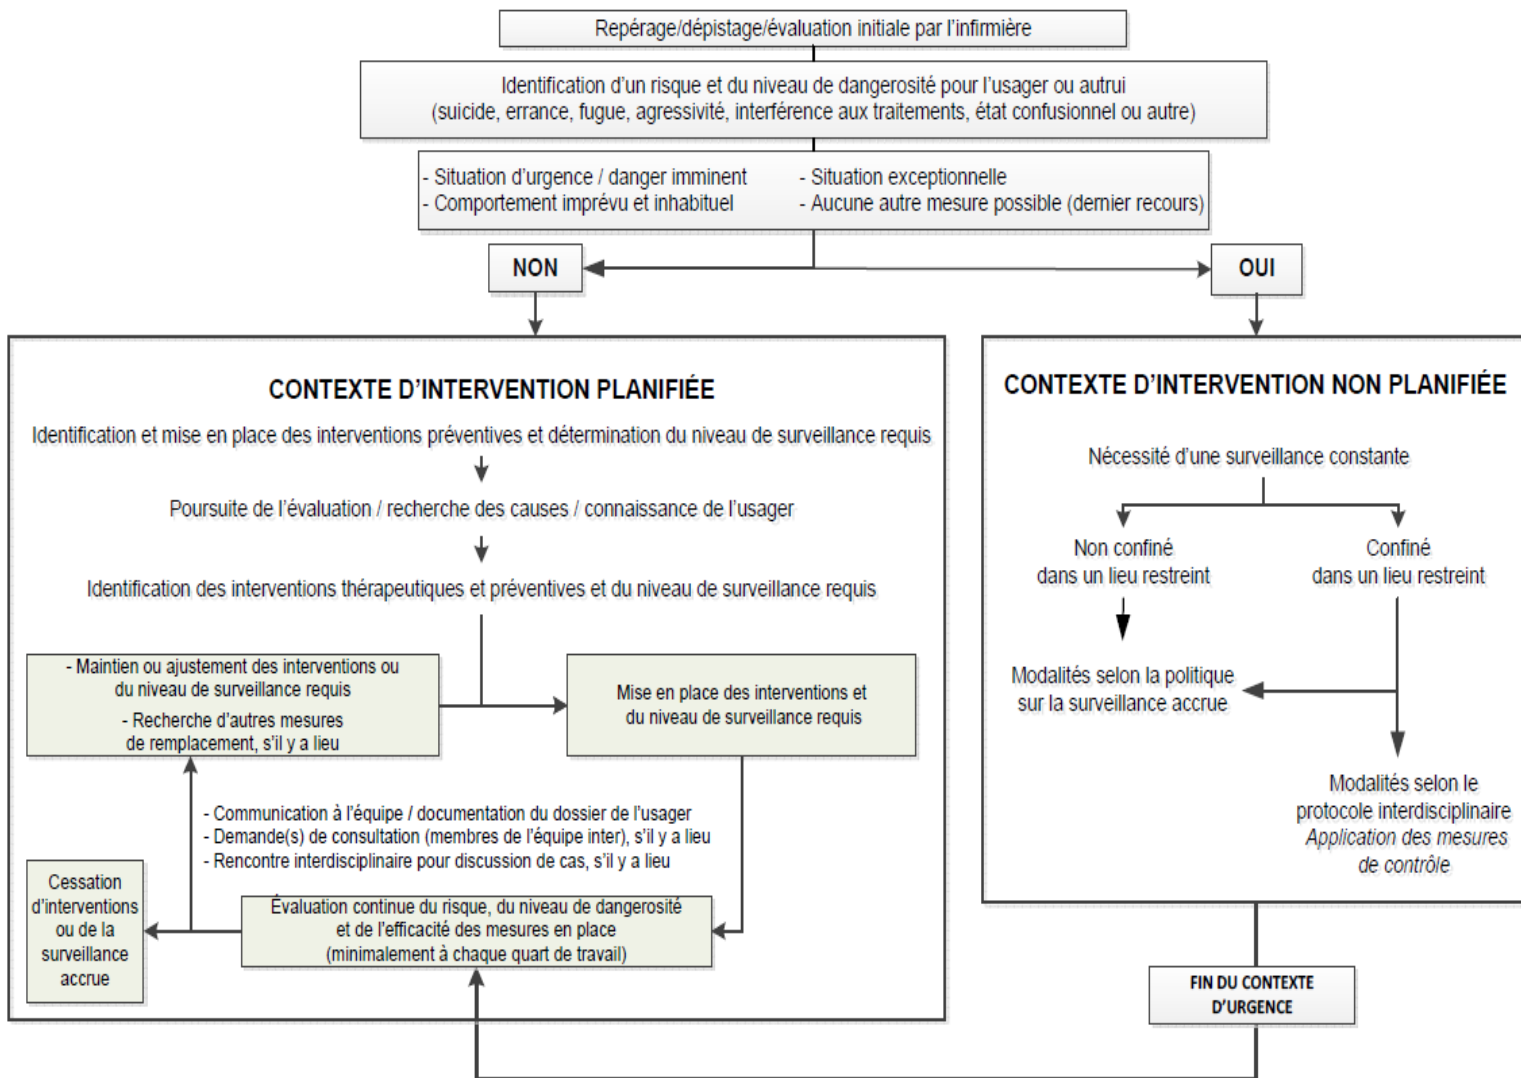 Repérage/dépistage/évaluation initiale par l'infirmière
Identification d'un risque et du niveau de dangerosité pour l'usager ou autrui
(suicide, errance, fugue, agressivité, interférence aux traitements, état confusionnel ou autre)
- Situation d'urgence / danger imminent
- Comportement imprévu et inhabituel
- Situation exceptionnelle
- Aucune autre mesure possible (dernier recours)
NON
OUI
CONTEXTE D'INTERVENTION PLANIFIÉE
Identification et mise en place des interventions préventives et détermination du niveau de surveillance requis
Poursuite de l'évaluation / recherche des causes / connaissance de l'usager
Identification des interventions thérapeutiques et préventives et du niveau de surveillance requis
- Maintien ou ajustement des interventions ou
du niveau de surveillance requis
- Recherche d'autres mesures
de remplacement, s'il y a lieu
Mise en place des interventions et
du niveau de surveillance requis
- Communication à l'équipe / documentation du dossier de l'usager
- Demande(s) de consultation (membres de l'équipe inter), s'il y a lieu
- Rencontre interdisciplinaire pour discussion de cas, s'il y a lieu
Cessation
d'interventions
ou de la
surveillance
accrue
Évaluation continue du risque, du niveau de dangerosité
et de l'efficacité des mesures en place
(minimalement à chaque quart de travail)
CONTEXTE D'INTERVENTION NON PLANIFIÉE
Nécessité d'une surveillance constante
Non confiné
dans un lieu restreint
Confiné
dans un lieu restreint
Modalités selon la politique
sur la surveillance accrue
Modalités selon le
protocole interdisciplinaire
Application des mesures
de contrôle
FIN DU CONTEXTE
D'URGENCE